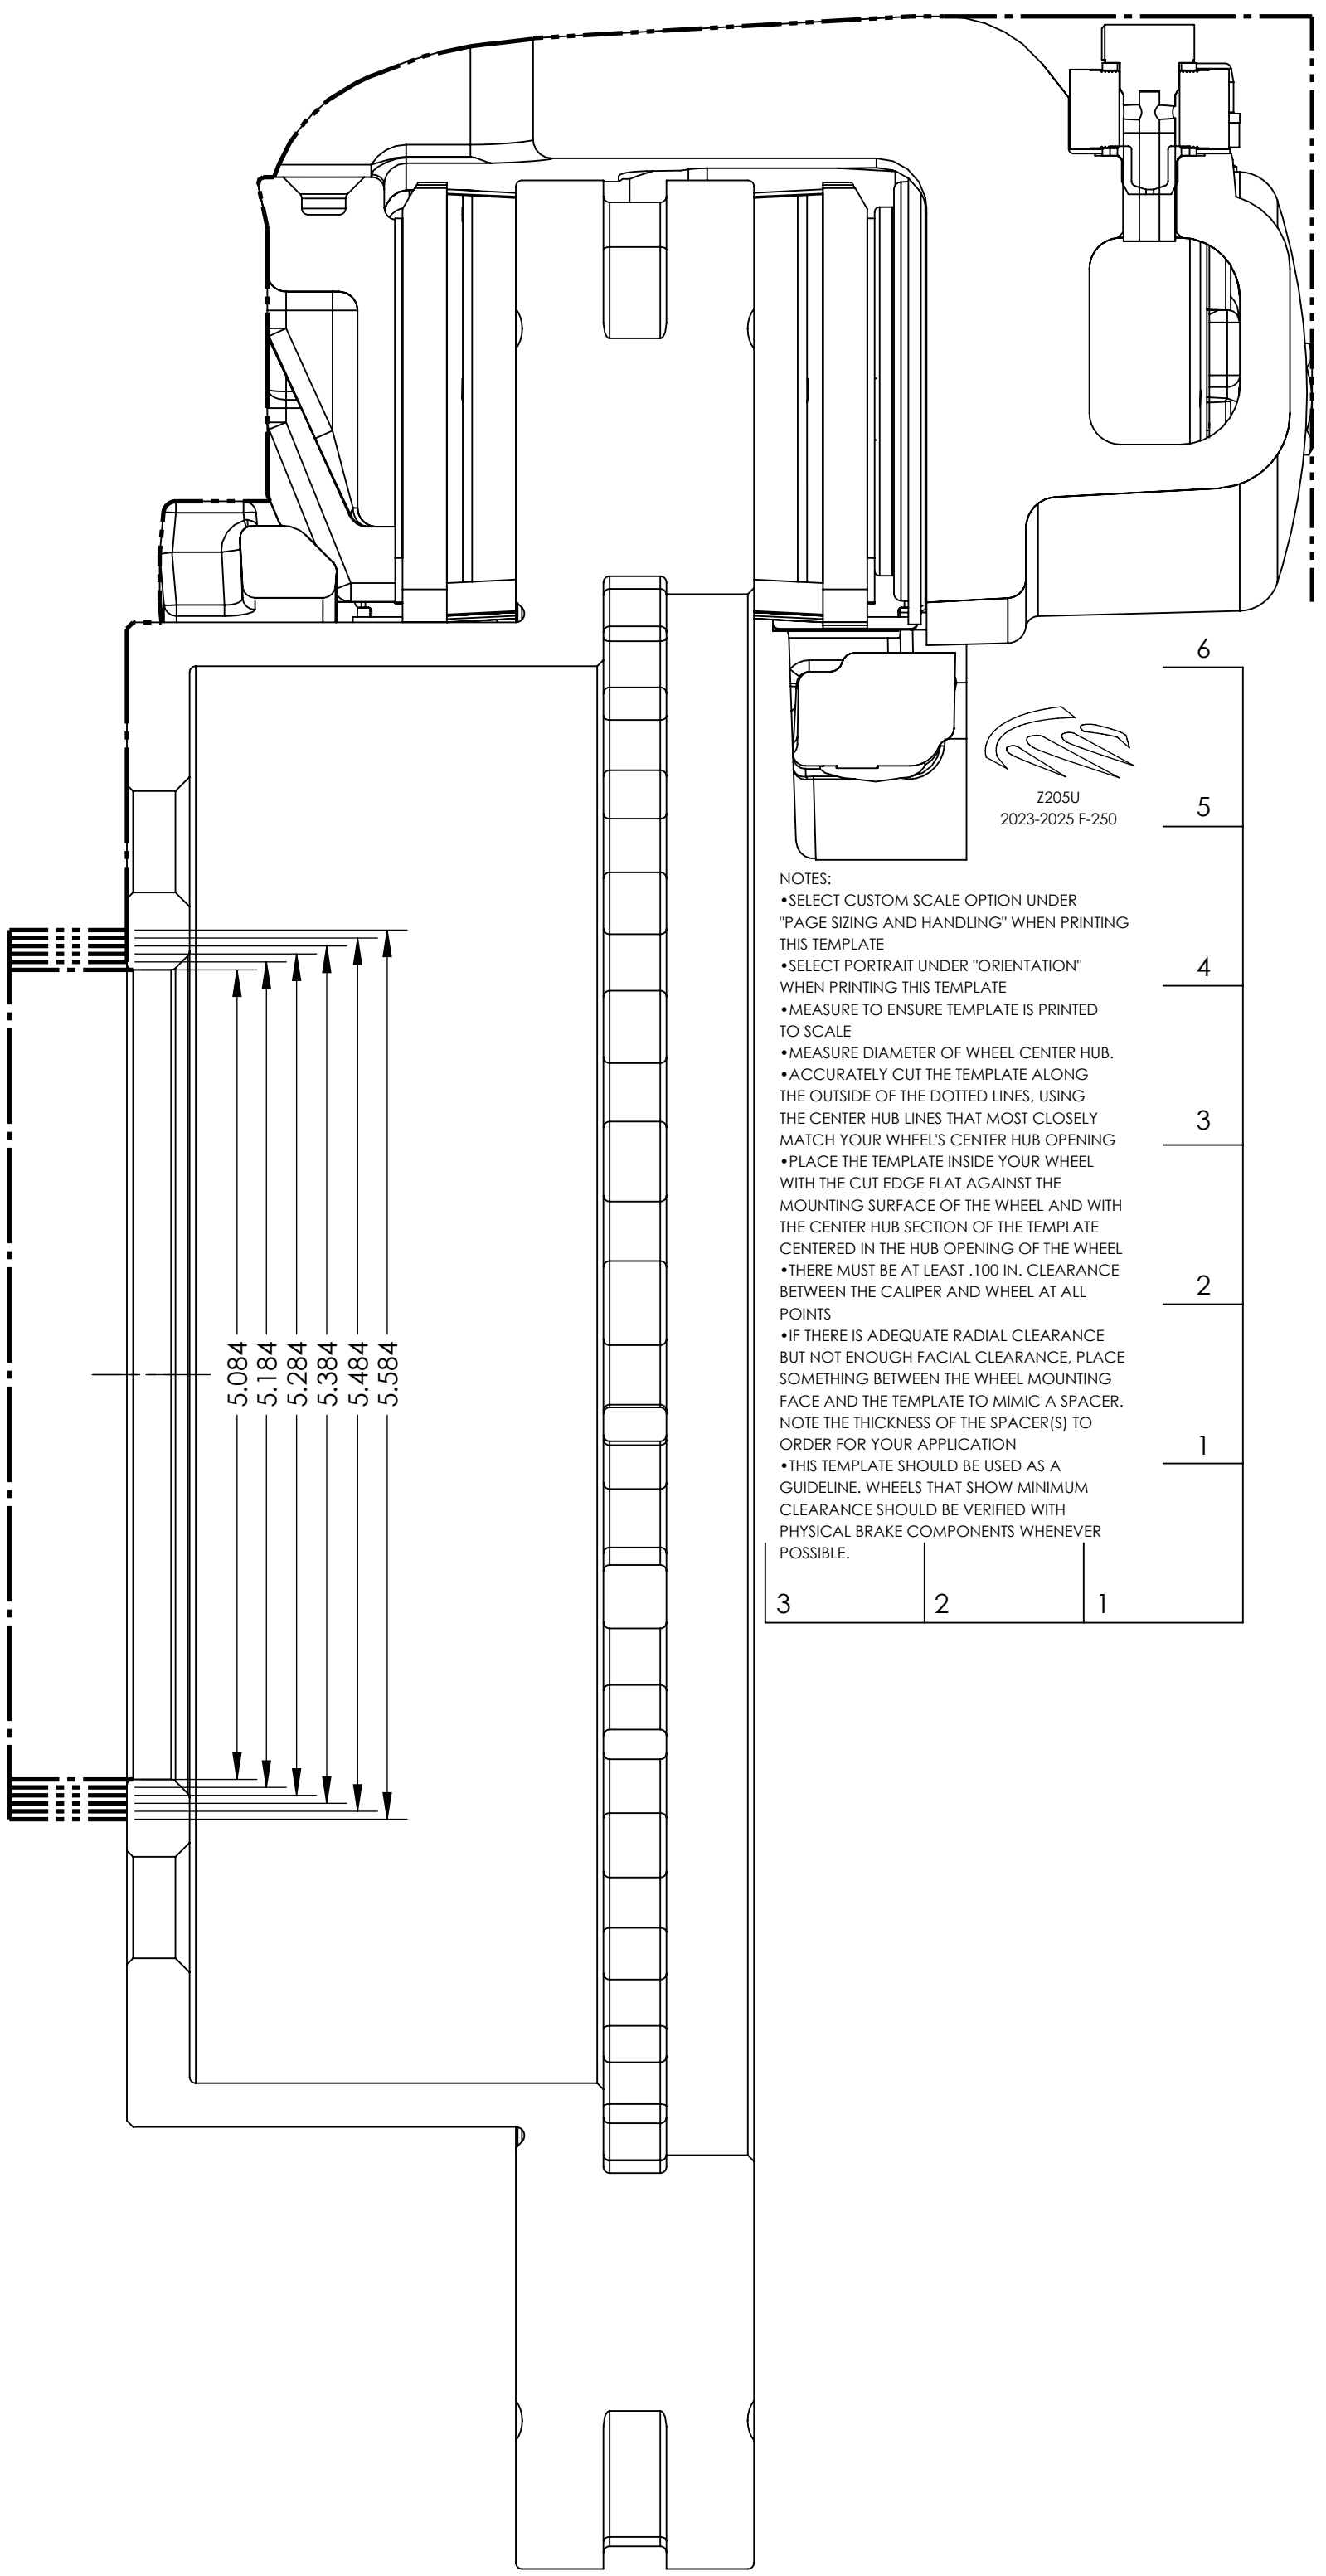 6
Z205U
2023-2025 F-250
5
NOTES:
•SELECT CUSTOM SCALE OPTION UNDER
"PAGE SIZING AND HANDLING" WHEN PRINTING
THIS TEMPLATE
•SELECT PORTRAIT UNDER "ORIENTATION"
WHEN PRINTING THIS TEMPLATE
•MEASURE TO ENSURE TEMPLATE IS PRINTED
TO SCALE
•MEASURE DIAMETER OF WHEEL CENTER HUB.
•ACCURATELY CUT THE TEMPLATE ALONG
THE OUTSIDE OF THE DOTTED LINES, USING
THE CENTER HUB LINES THAT MOST CLOSELY
MATCH YOUR WHEEL'S CENTER HUB OPENING
•PLACE THE TEMPLATE INSIDE YOUR WHEEL
WITH THE CUT EDGE FLAT AGAINST THE
MOUNTING SURFACE OF THE WHEEL AND WITH
THE CENTER HUB SECTION OF THE TEMPLATE
CENTERED IN THE HUB OPENING OF THE WHEEL
•THERE MUST BE AT LEAST .100 IN. CLEARANCE
BETWEEN THE CALIPER AND WHEEL AT ALL
POINTS
•IF THERE IS ADEQUATE RADIAL CLEARANCE
BUT NOT ENOUGH FACIAL CLEARANCE, PLACE
SOMETHING BETWEEN THE WHEEL MOUNTING
FACE AND THE TEMPLATE TO MIMIC A SPACER.
NOTE THE THICKNESS OF THE SPACER(S) TO
ORDER FOR YOUR APPLICATION
•THIS TEMPLATE SHOULD BE USED AS A
GUIDELINE. WHEELS THAT SHOW MINIMUM
CLEARANCE SHOULD BE VERIFIED WITH
PHYSICAL BRAKE COMPONENTS WHENEVER
POSSIBLE.
4
3
2
1
3
2
1
5.084
5.184
5.284
5.384
5.484
5.584